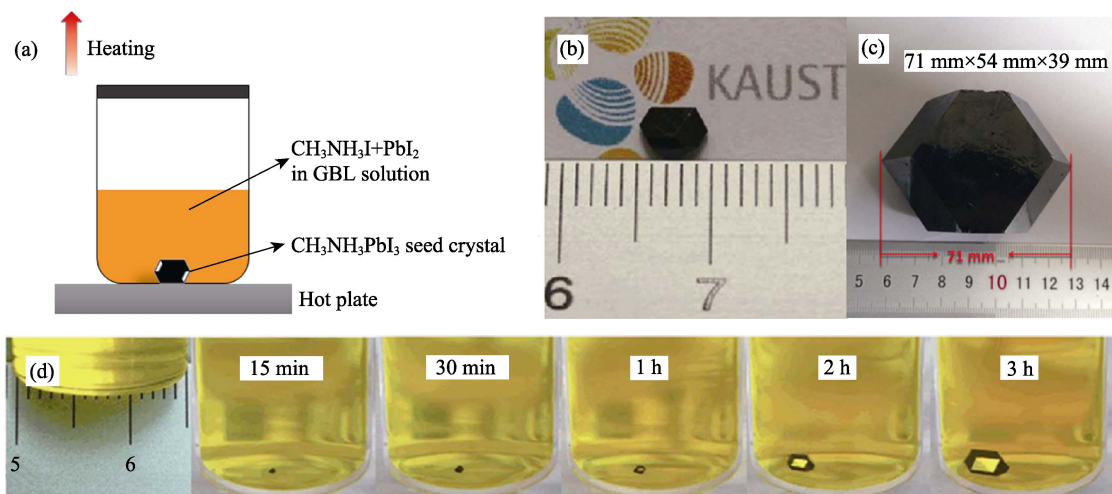 (a)
Heating
CH₃NH₃I+PbI₂
in GBL solution
CH₃NH₃PbI₃ seed crystal
Hot plate
(b)
KAUST
6 7
(c)
71 mm×54 mm×39 mm
71 mm
5 6 7 8 9 10 11 12 13 14
(d)
5 6
15 min
30 min
1 h
2 h
3 h